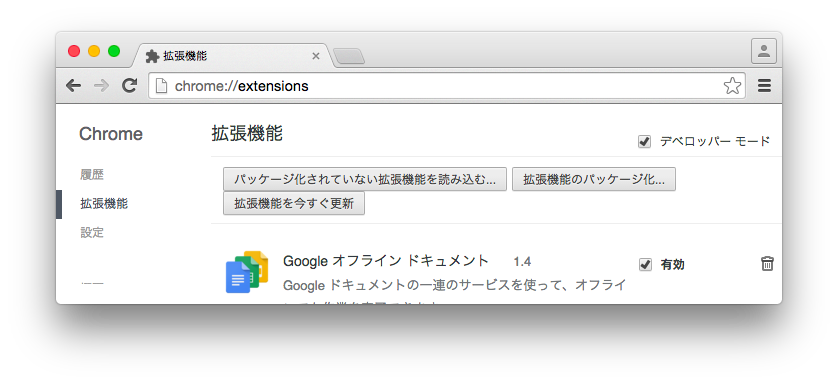 拡張機能
chrome://extensions
Chrome
拡張機能
デベロッパー モード
履歴
パッケージ化されていない拡張機能を読み込む... 拡張機能のパッケージ化...
拡張機能
拡張機能を今すぐ更新
設定
Google オフライン ドキュメント 1.4
有効
Google ドキュメントの一連のサービスを使って、オフライ